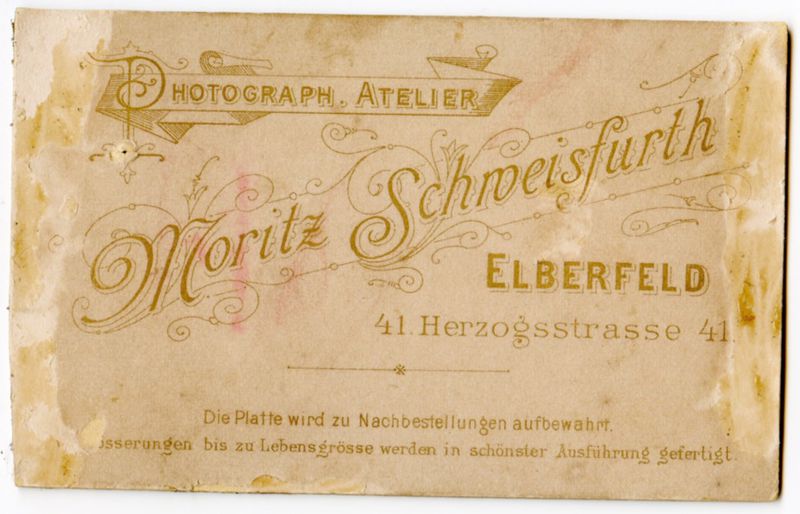 PHOTOGRAPH. ATELIER
Moritz Schweisfurth
ELBERFELD
41. Herzogsstrasse 41.
Die Platte wird zu Nachbestellungen aufbewahrt.
össerungen bis zu Lebensgrösse werden in schönster Ausführung gefertigt.